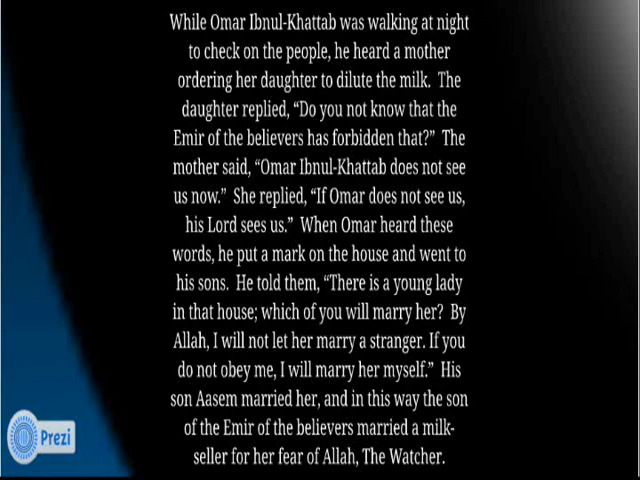 While Omar Ibnul-Khattab was walking at night
to check on the people, he heard a mother
ordering her daughter to dilute the milk.  The
daughter replied, “Do you not know that the
Emir of the believers has forbidden that?”  The
mother said, “Omar Ibnul-Khattab does not see
us now.”  She replied, “If Omar does not see us,
his Lord sees us.”  When Omar heard these
words, he put a mark on the house and went to
his sons.  He told them, “There is a young lady
in that house; which of you will marry her?  By
Allah, I will not let her marry a stranger. If you
do not obey me, I will marry her myself.”  His
son Aasem married her, and in this way the son
of the Emir of the believers married a milk-
seller for her fear of Allah, The Watcher.
Prezi